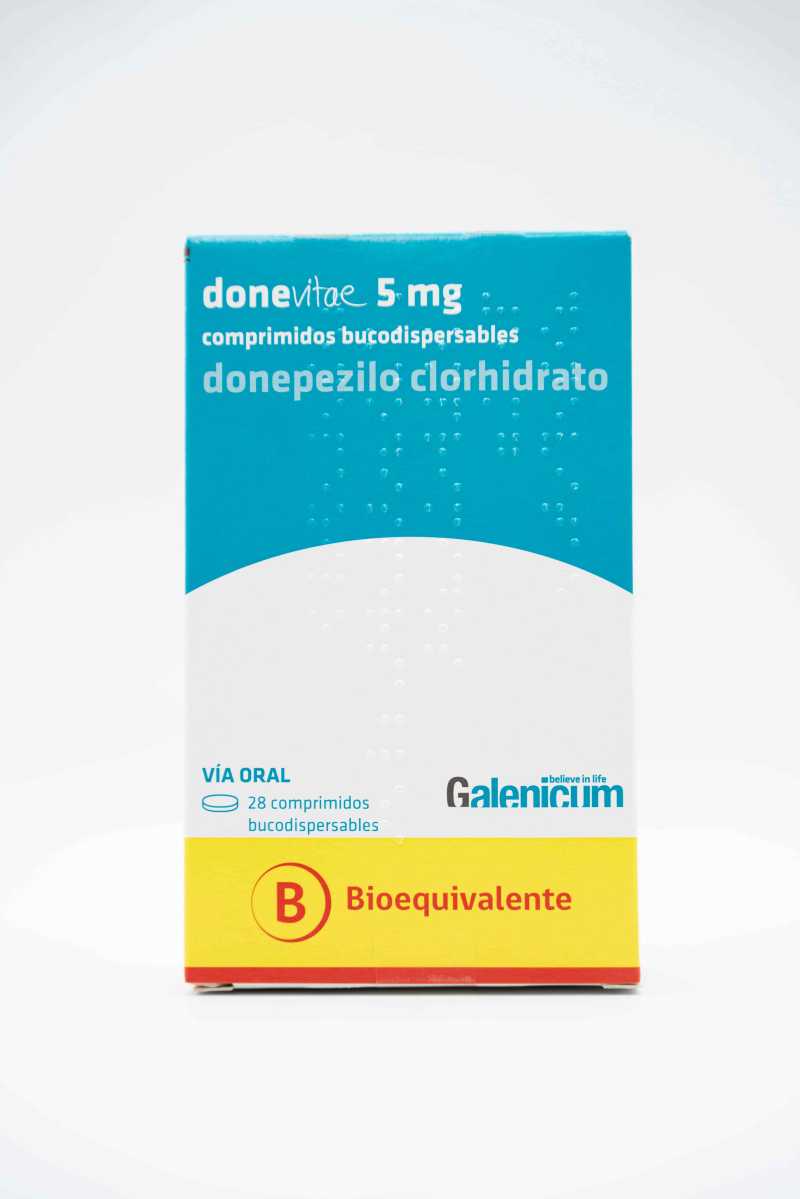 donevitae 5 mg
comprimidos bucodispersables
donepezilo clorhidrato
VÍA ORAL
28 comprimidos
bucodispersables
believe in life
Galenicum
B Bioequivalente